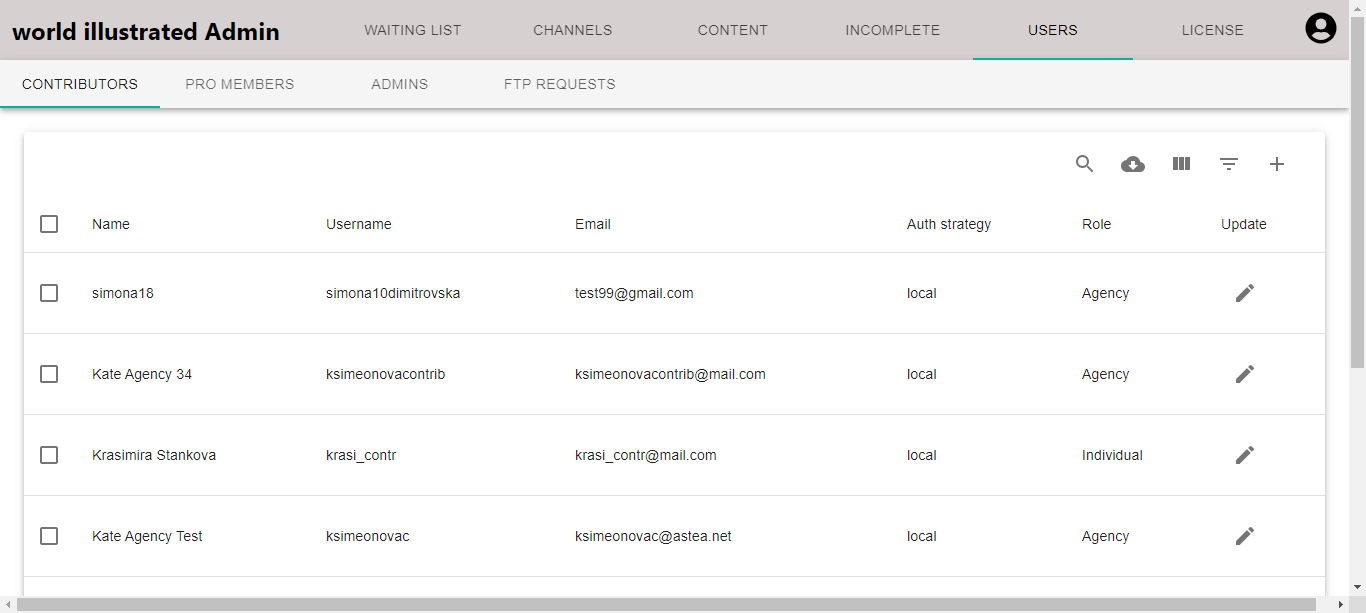 world illustrated Admin WAITING LIST CHANNELS CONTENT INCOMPLETE USERS LICENSE
CONTRIBUTORS PRO MEMBERS ADMINS FTP REQUESTS
Name Username Email Auth strategy Role Update
simona18 simona10dimitrovska test99@gmail.com local Agency
Kate Agency 34 ksimeonovacontrib ksimeonovacontrib@mail.com local Agency
Krasimira Stankova krasi_contr krasi_contr@mail.com local Individual
Kate Agency Test ksimeonovac ksimeonovac@astea.net local Agency